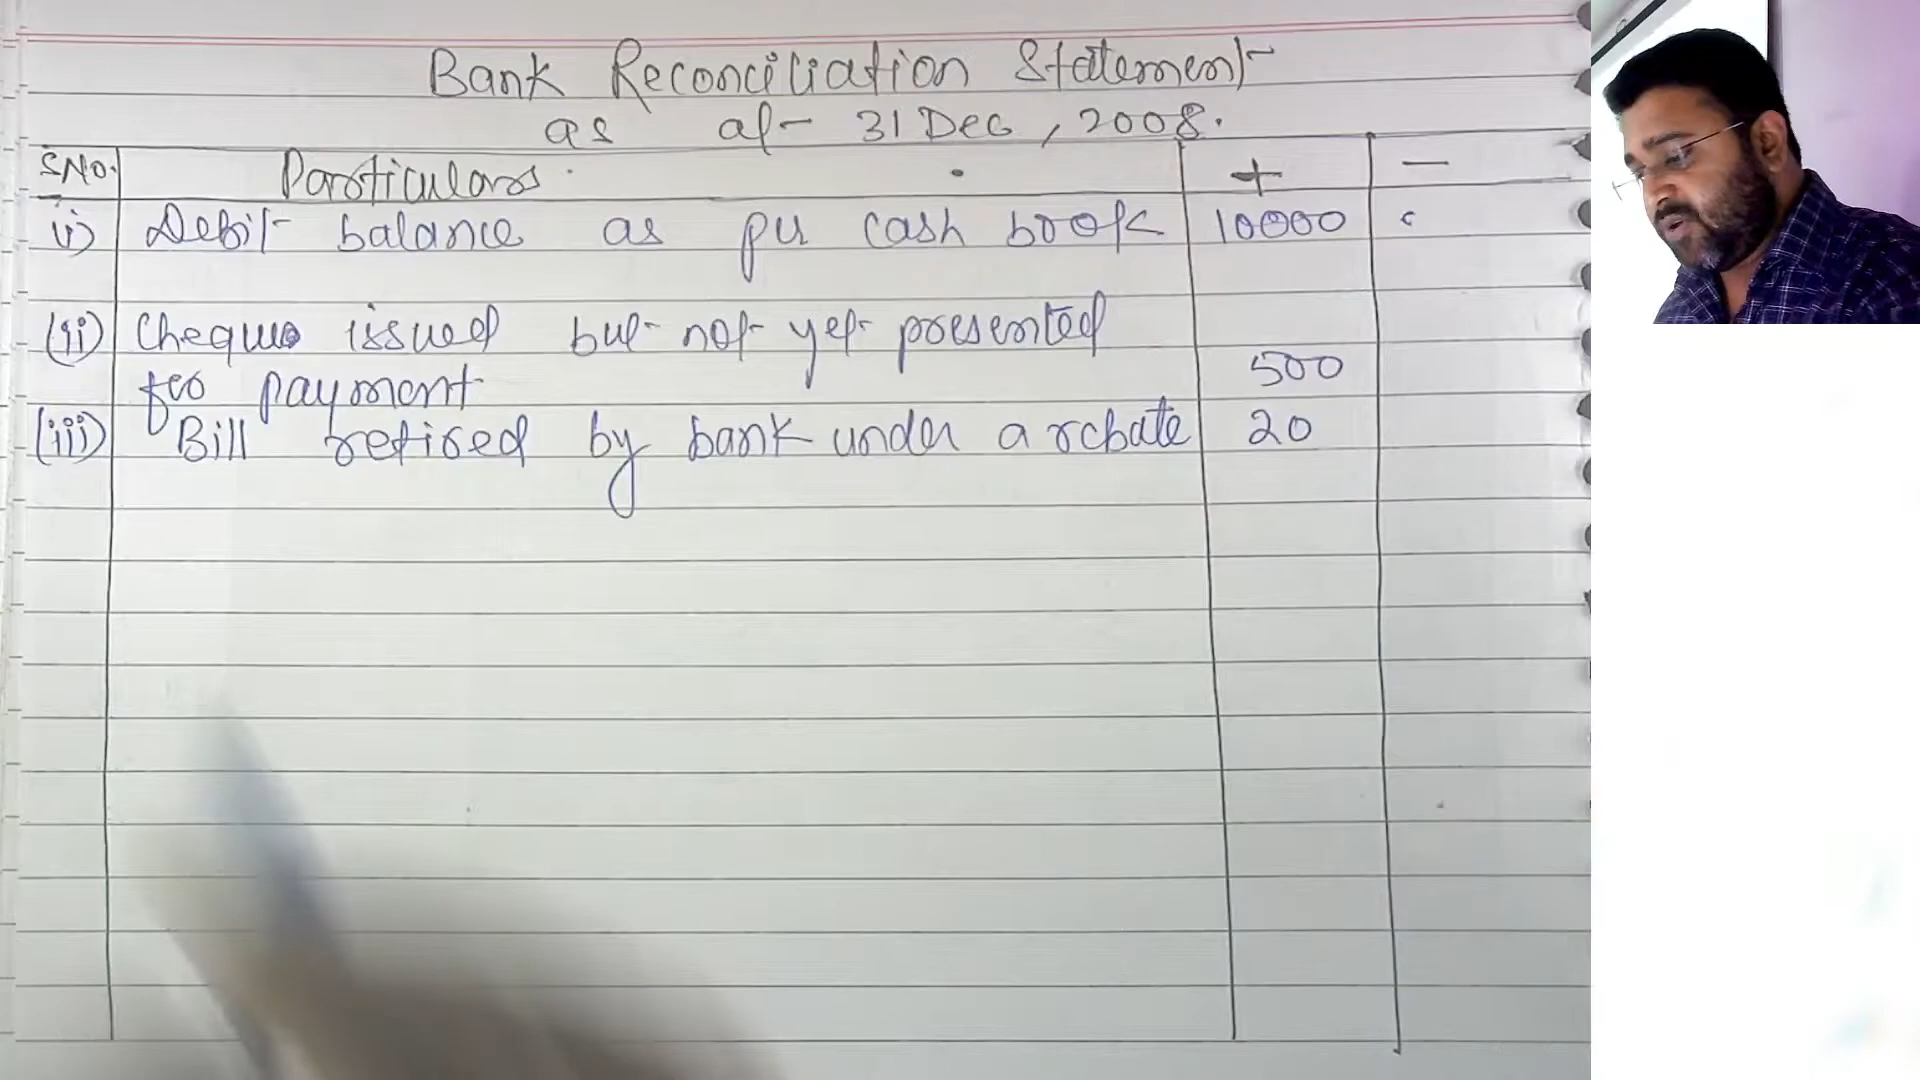 Bank Reconciliation Statement
as at 31 Dec, 2008.
S.No. Particulars + -
(i) Debit balance as per cash book 10000
(ii) Cheques issued but not yet presented
for payment 500
(iii) Bill retired by bank under a rebate 20